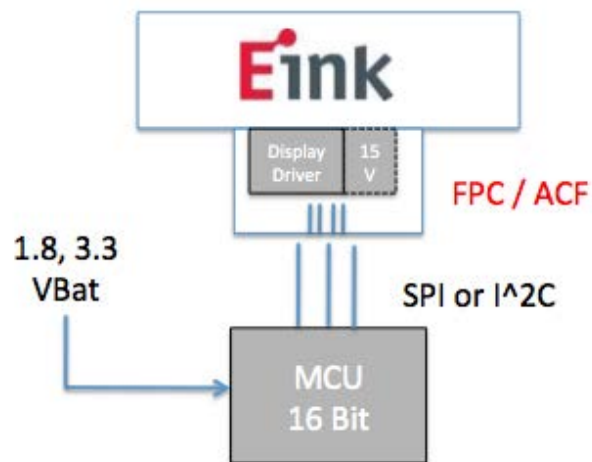 Eink
Display
Driver
15
V
FPC / ACF
1.8, 3.3
VBat
SPI or I^2C
MCU
16 Bit